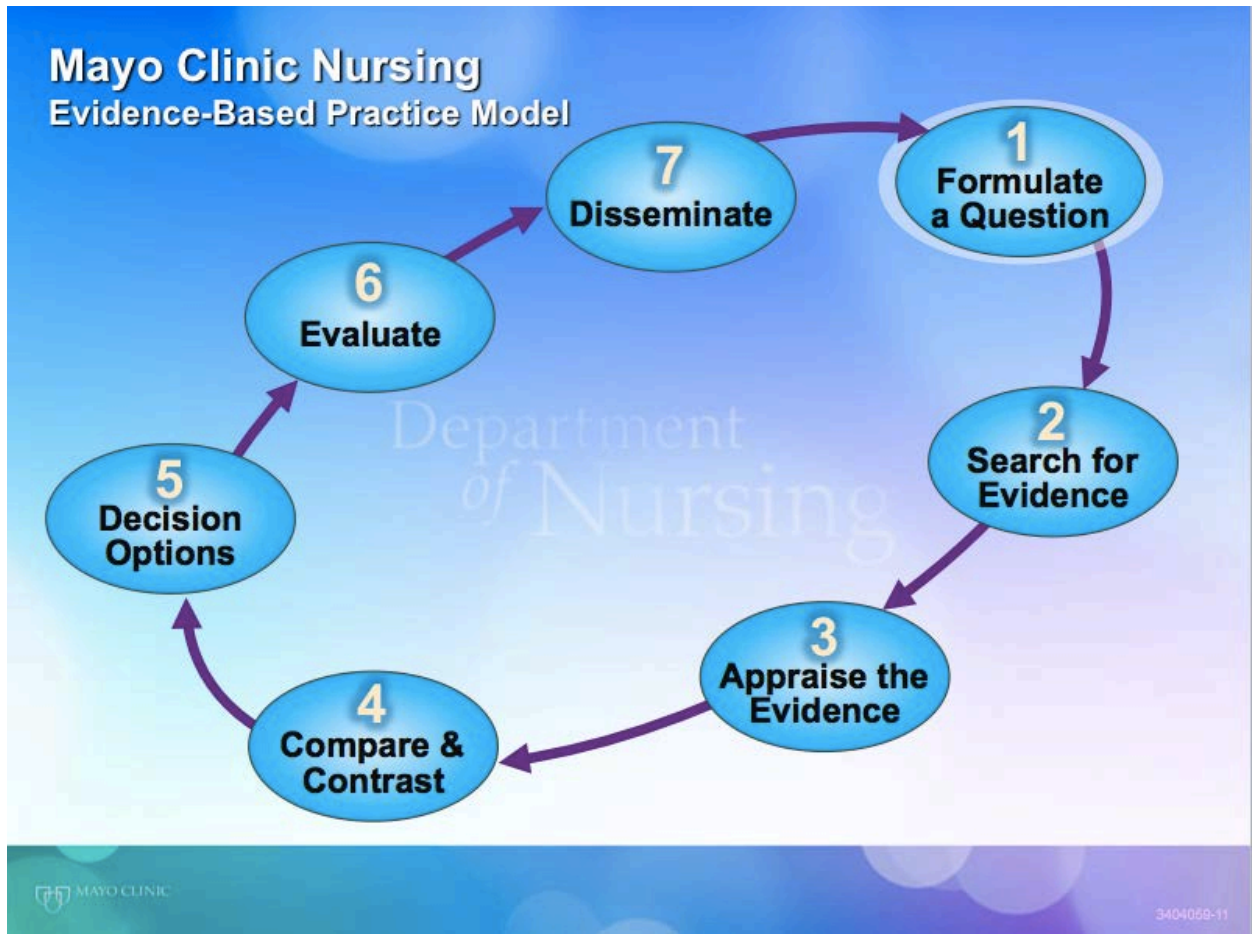 Mayo Clinic Nursing
Evidence-Based Practice Model
1
Formulate
a Question
2
Search for
Evidence
3
Appraise the
Evidence
4
Compare &
Contrast
5
Decision
Options
6
Evaluate
7
Disseminate
Department
of Nursing
MAYO CLINIC
3404059-11